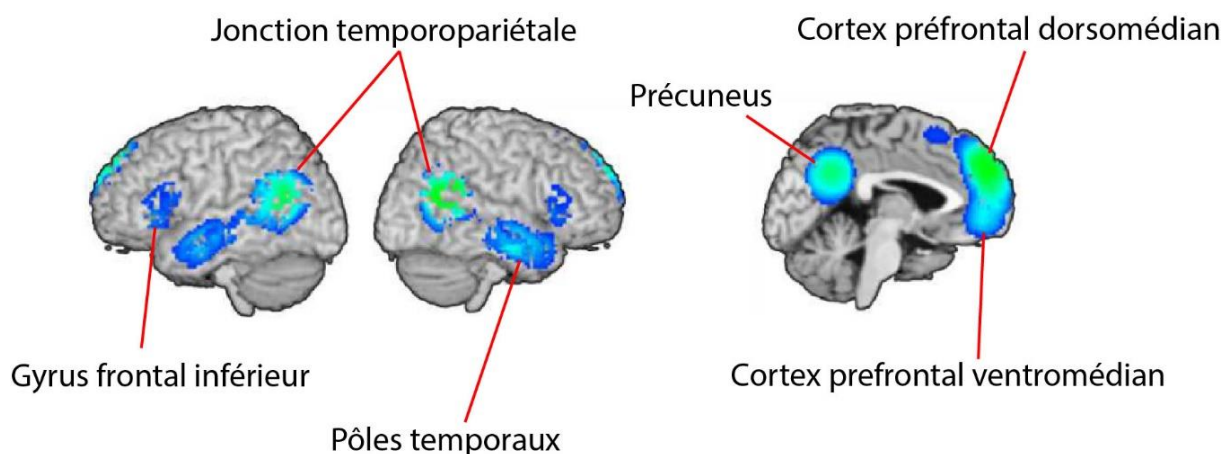 Jonction temporopariétale
Cortex préfrontal dorsomédian
Précuneus
Gyrus frontal inférieur
Cortex prefrontal ventromédian
Pôles temporaux